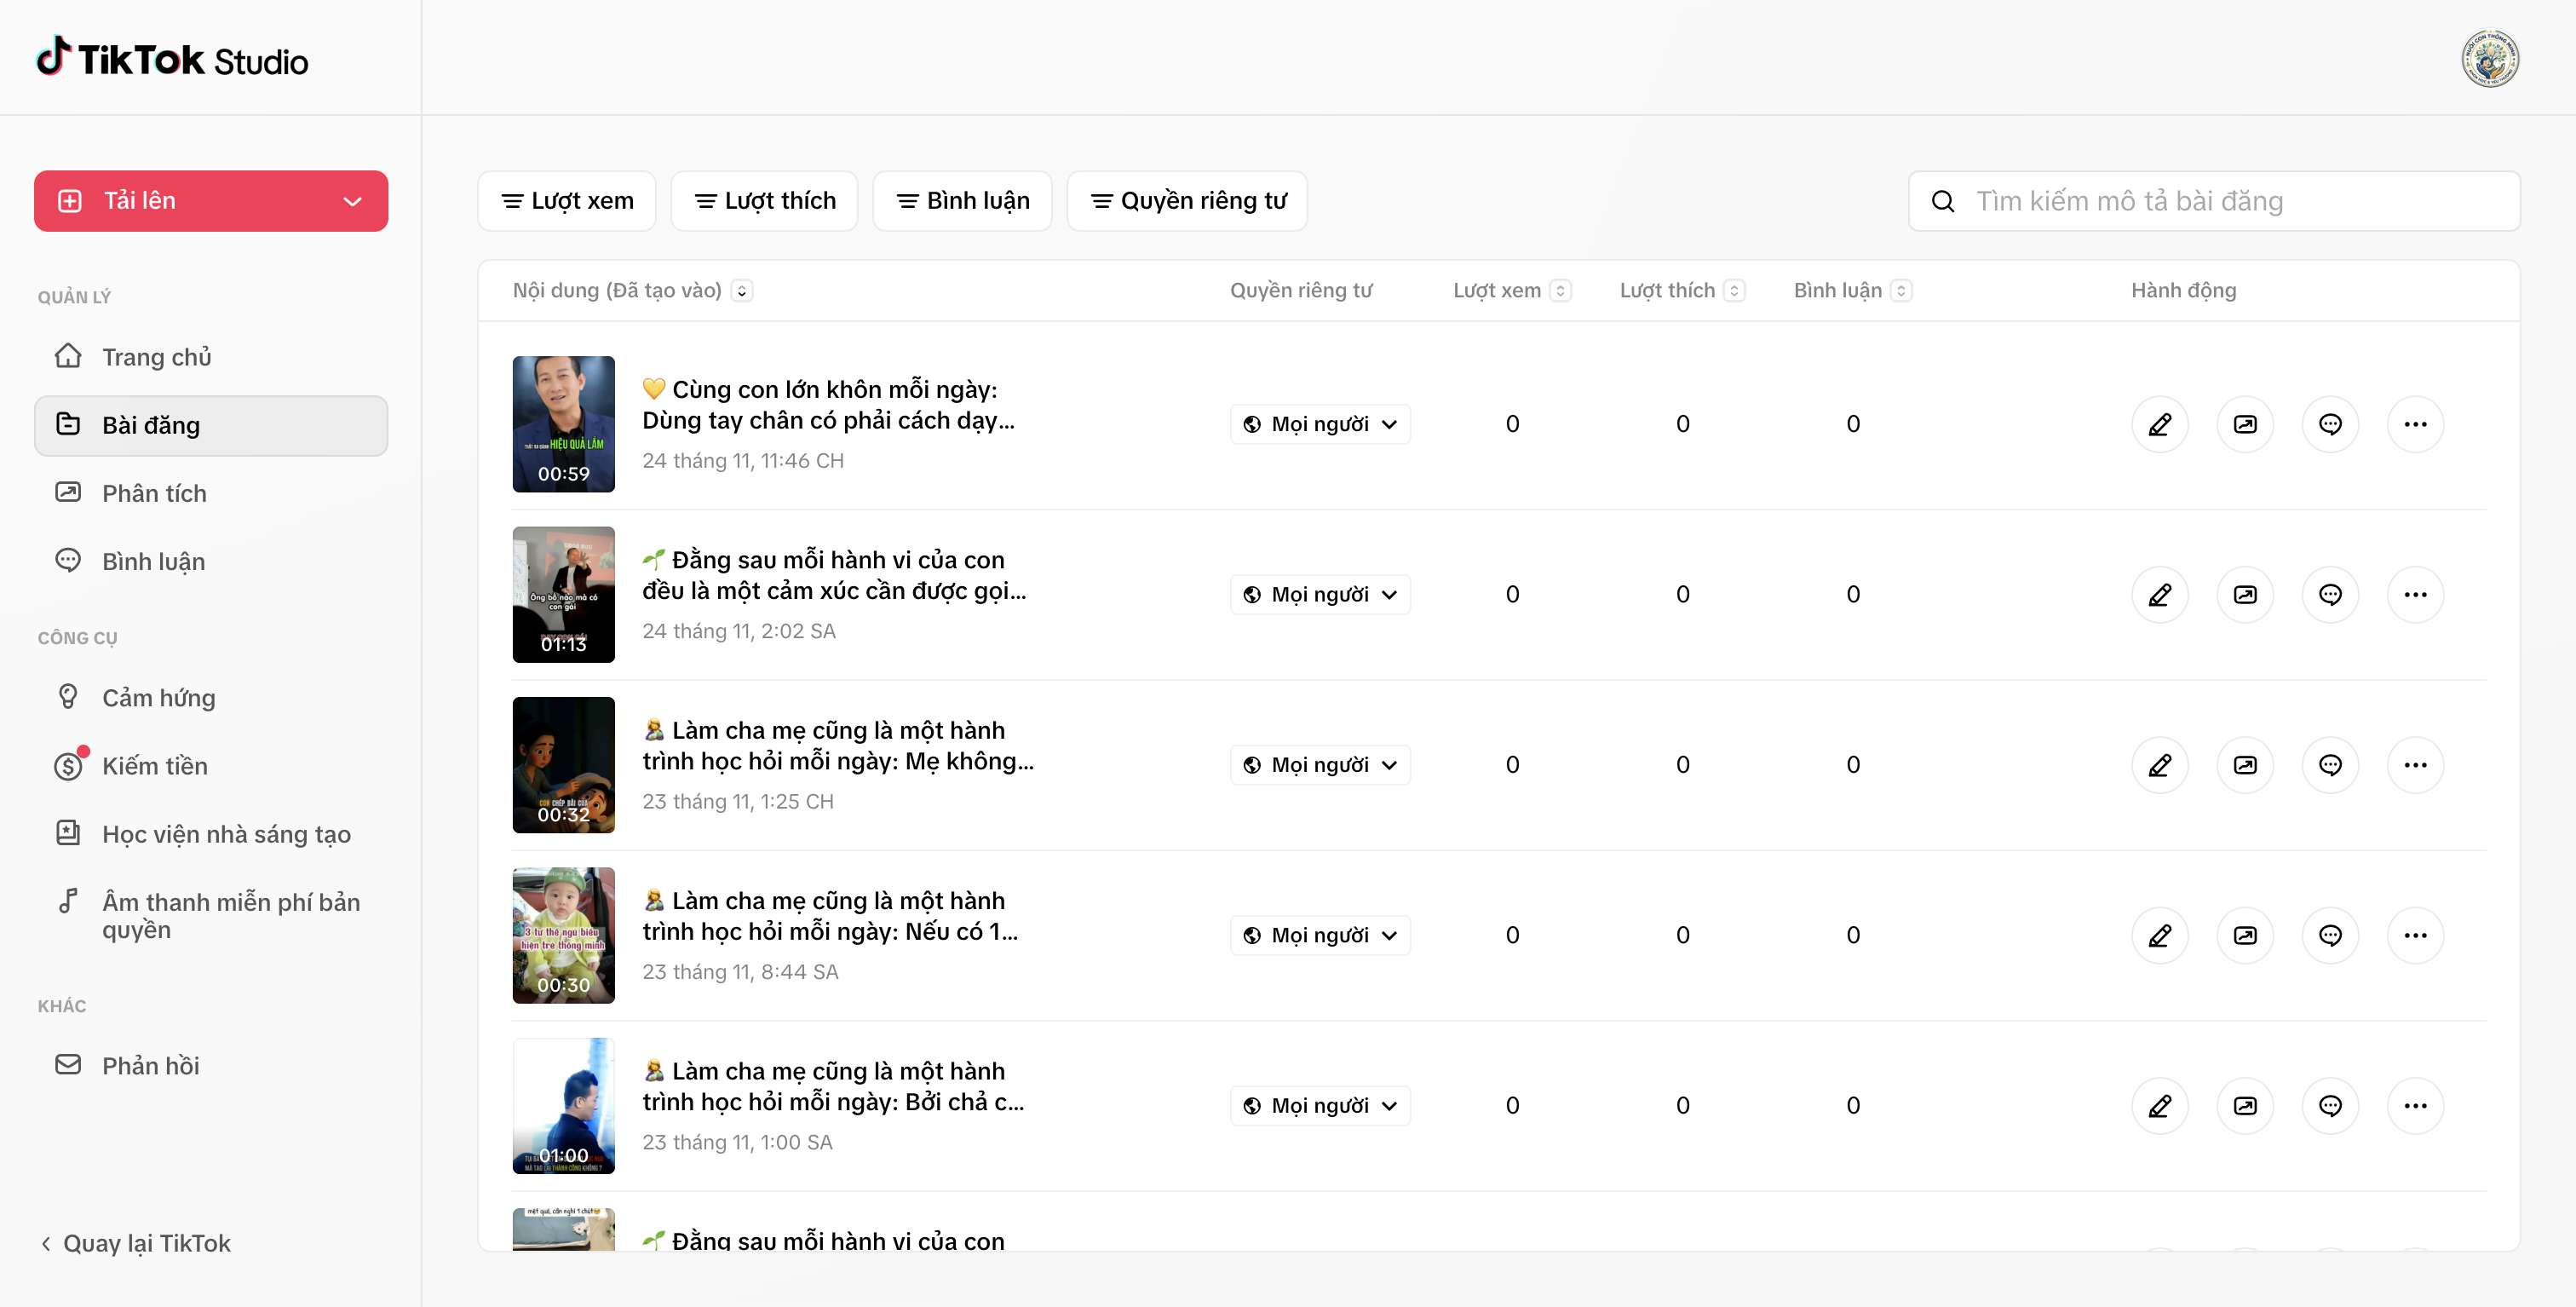 TikTok Studio
Tải lên
QUẢN LÝ
Trang chủ
Bài đăng
Phân tích
Bình luận
CÔNG CỤ
Cảm hứng
Kiếm tiền
Học viện nhà sáng tạo
Âm thanh miễn phí bản
quyền
KHÁC
Phản hồi
Quay lại TikTok
Lượt xem
Lượt thích
Bình luận
Quyền riêng tư
Tìm kiếm mô tả bài đăng
Nội dung (Đã tạo vào)
Quyền riêng tư
Lượt xem
Lượt thích
Bình luận
Hành động
HIỆU QUẢ LẮM
00:59
💛 Cùng con lớn khôn mỗi ngày:
Dùng tay chân có phải cách dạy...
24 tháng 11, 11:46 CH
Mọi người
0
0
0
Ông bố nào mà có
con gái
01:13
🌱 Đằng sau mỗi hành vi của con
đều là một cảm xúc cần được gọi...
24 tháng 11, 2:02 SA
Mọi người
0
0
0
CON CHÉP BÀI CỦA
00:32
🤱 Làm cha mẹ cũng là một hành
trình học hỏi mỗi ngày: Mẹ không...
23 tháng 11, 1:25 CH
Mọi người
0
0
0
3 tư thế ngủ biểu
hiện trẻ thông minh
00:30
🤱 Làm cha mẹ cũng là một hành
trình học hỏi mỗi ngày: Nếu có 1...
23 tháng 11, 8:44 SA
Mọi người
0
0
0
01:00
🤱 Làm cha mẹ cũng là một hành
trình học hỏi mỗi ngày: Bởi chả c...
23 tháng 11, 1:00 SA
Mọi người
0
0
0
mệt quá, cần nghỉ 1 chút
🌱 Đằng sau mỗi hành vi của con